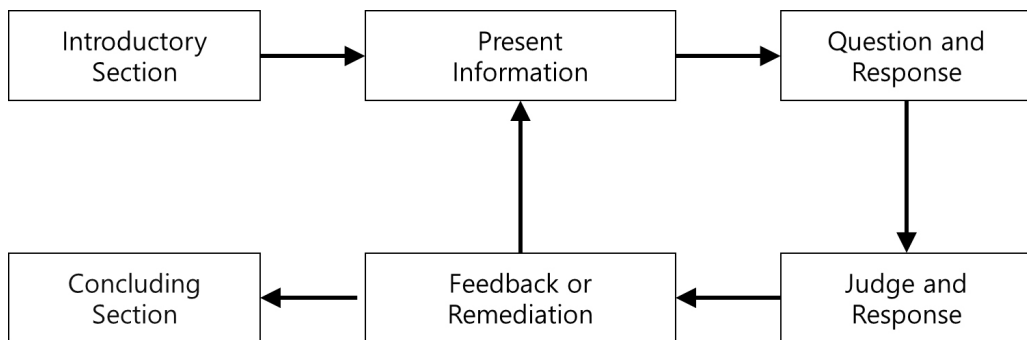 Introductory
Section
Present
Information
Question and
Response
Concluding
Section
Feedback or
Remediation
Judge and
Response